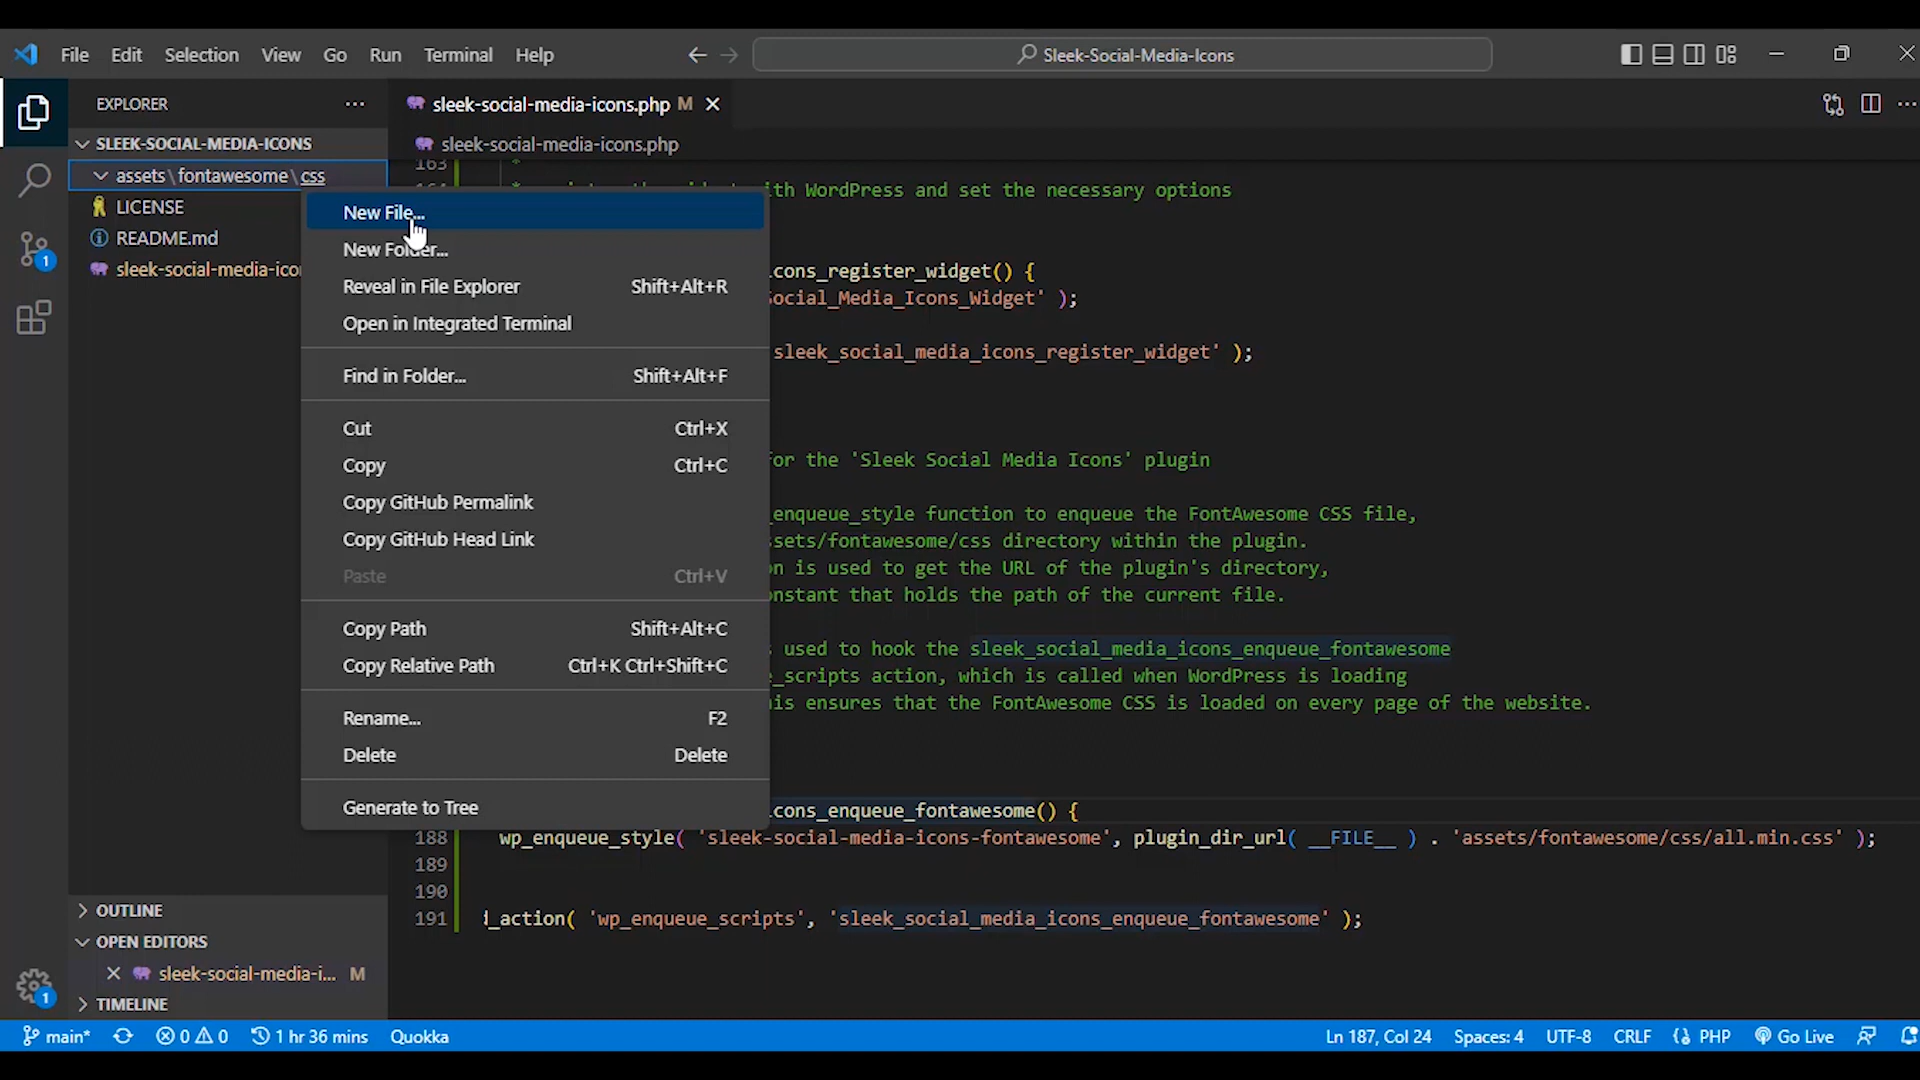 File Edit Selection View Go Run Terminal Help
Sleek-Social-Media-Icons
EXPLORER
SLEEK-SOCIAL-MEDIA-ICONS
assets\fontawesome\css
LICENSE
README.md
sleek-social-media-ico
sleek-social-media-icons.php M
sleek-social-media-icons.php
163 *
ith WordPress and set the necessary options
cons_register_widget() {
ocial_Media_Icons_Widget' );
sleek_social_media_icons_register_widget' );
or the 'Sleek Social Media Icons' plugin
enqueue_style function to enqueue the FontAwesome CSS file,
ssets/fontawesome/css directory within the plugin.
n is used to get the URL of the plugin's directory,
nstant that holds the path of the current file.
used to hook the sleek_social_media_icons_enqueue_fontawesome
_scripts action, which is called when WordPress is loading
is ensures that the FontAwesome CSS is loaded on every page of the website.
cons_enqueue_fontawesome() {
188 wp_enqueue_style( 'sleek-social-media-icons-fontawesome', plugin_dir_url( __FILE__ ) . 'assets/fontawesome/css/all.min.css' );
189
190
191 d_action( 'wp_enqueue_scripts', 'sleek_social_media_icons_enqueue_fontawesome' );
New File...
New Folder...
Reveal in File Explorer Shift+Alt+R
Open in Integrated Terminal
Find in Folder... Shift+Alt+F
Cut Ctrl+X
Copy Ctrl+C
Copy GitHub Permalink
Copy GitHub Head Link
Paste Ctrl+V
Copy Path Shift+Alt+C
Copy Relative Path Ctrl+K Ctrl+Shift+C
Rename... F2
Delete Delete
Generate to Tree
1
OUTLINE
OPEN EDITORS
sleek-social-media-i... M
TIMELINE
1
main* 0 0 1 hr 36 mins Quokka
Ln 187, Col 24 Spaces: 4 UTF-8 CRLF PHP Go Live